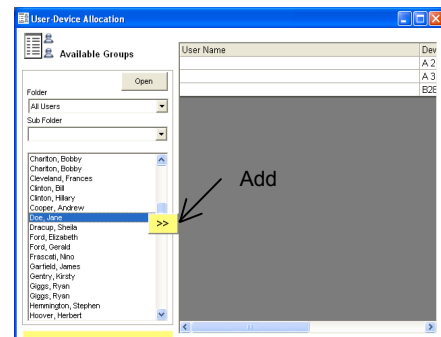 User-Device Allocation
Available Groups
Open
Folder
All Users
Sub Folder
Charlton, Bobby
Charlton, Bobby
Cleveland, Frances
Clinton, Bill
Clinton, Hillary
Cooper, Andrew
Doe, Jane
Dracup, Sheila
Ford, Elizabeth
Ford, Gerald
Frascati, Nino
Garfield, James
Gentry, Kirsty
Giggs, Ryan
Giggs, Ryan
Hemmington, Stephen
Hoover, Herbert
>>
Add
User Name
Dev
A 2
A 3
B2E